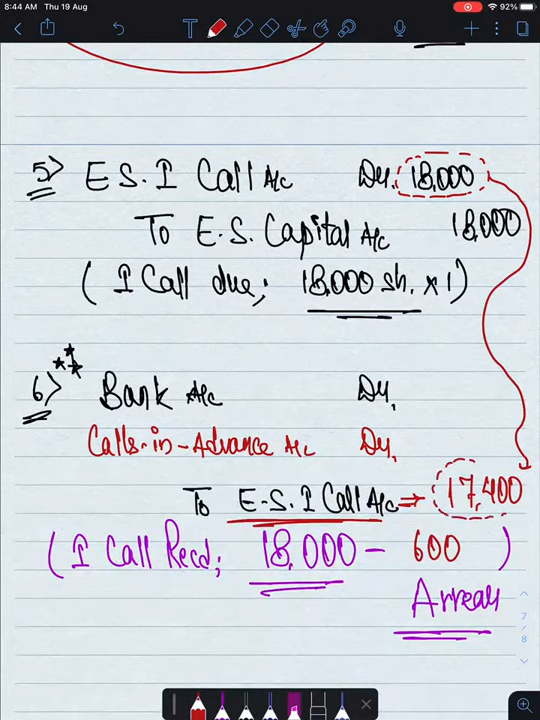 8:44 AM Thu 19 Aug 92%
5> E S. I Call A/c Dr. 18,000
To E.S. Capital A/c 18,000
( I Call due; 18,000 sh. x 1 )
6> Bank A/c Dr.
Calls-in-Advance A/c Dr.
To E-S.I Call A/c ⇒ 17,400
( I Call Recd; 18,000 - 600 )
Arrears
7 / 8